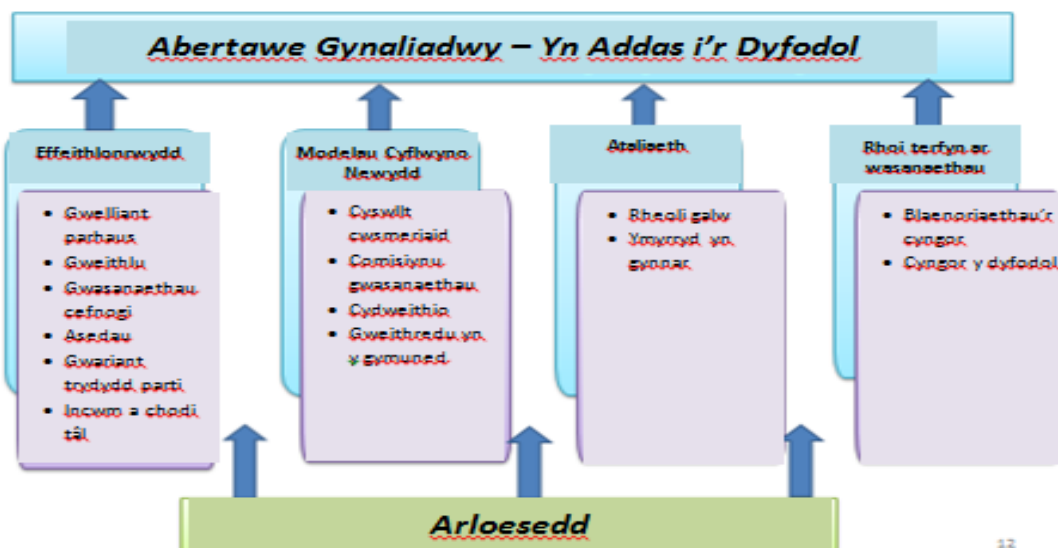 Abertawe Gynaliadwy – Yn Addas i'r Dyfodol
Effeithlonrwydd
• Gwelliant
parhaus
• Gweithlu
• Gwasanaethau
cefnogi
• Asedau
• Gwariant
trydydd parti
• Incwm a chodi
tâl
Modelau Cyflwyno
Newydd
• Cyswllt
cwsmeriaid
• Comisiynu
gwasanaethau
• Cydweithio
• Gweithredu yn
y gymuned
Ataliaeth
• Rheoli galw
• Ymyrryd yn
gynnar
Rhoi terfyn ar
wasanaethau
• Blaenoriaethau'r
cyngor
• Cyngor y dyfodol
Arloesedd
12